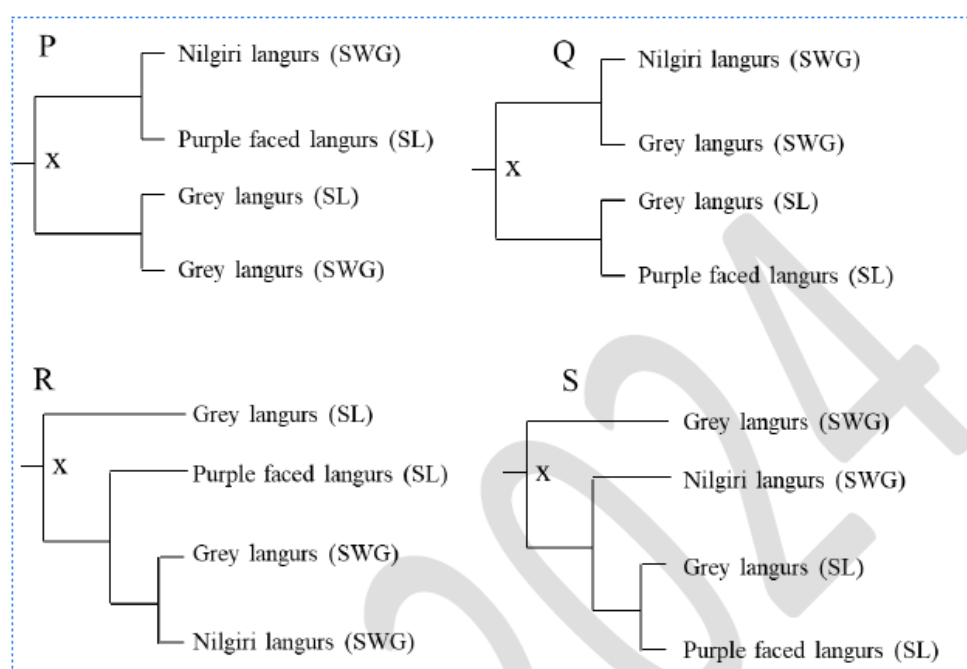 P
Nilgiri langurs (SWG)
Purple faced langurs (SL)
x
Grey langurs (SL)
Grey langurs (SWG)
Q
Nilgiri langurs (SWG)
Grey langurs (SWG)
x
Grey langurs (SL)
Purple faced langurs (SL)
R
Grey langurs (SL)
x
Purple faced langurs (SL)
Grey langurs (SWG)
Nilgiri langurs (SWG)
S
Grey langurs (SWG)
x
Nilgiri langurs (SWG)
Grey langurs (SL)
Purple faced langurs (SL)
2024